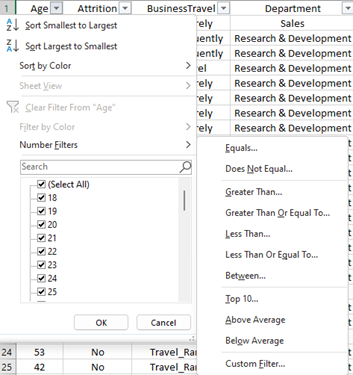 1 Age Attrition BusinessTravel Department
Sort Smallest to Largest
Sort Largest to Smallest
Sort by Color
Sheet View
Clear Filter From "Age"
Filter by Color
Number Filters
Search
(Select All)
18
19
20
21
22
23
24
25
OK Cancel
rely Sales
uently Research & Development
el Research & Development
uently Research & Development
rely Research & Development
uently Research & Development
rely Research & Development
rely Research & Development
Equals...
Does Not Equal...
Greater Than...
Greater Than Or Equal To...
Less Than...
Less Than Or Equal To...
Between...
Top 10...
Above Average
Below Average
Custom Filter...
24 53 No Travel_Rar
25 42 No Travel_Rar